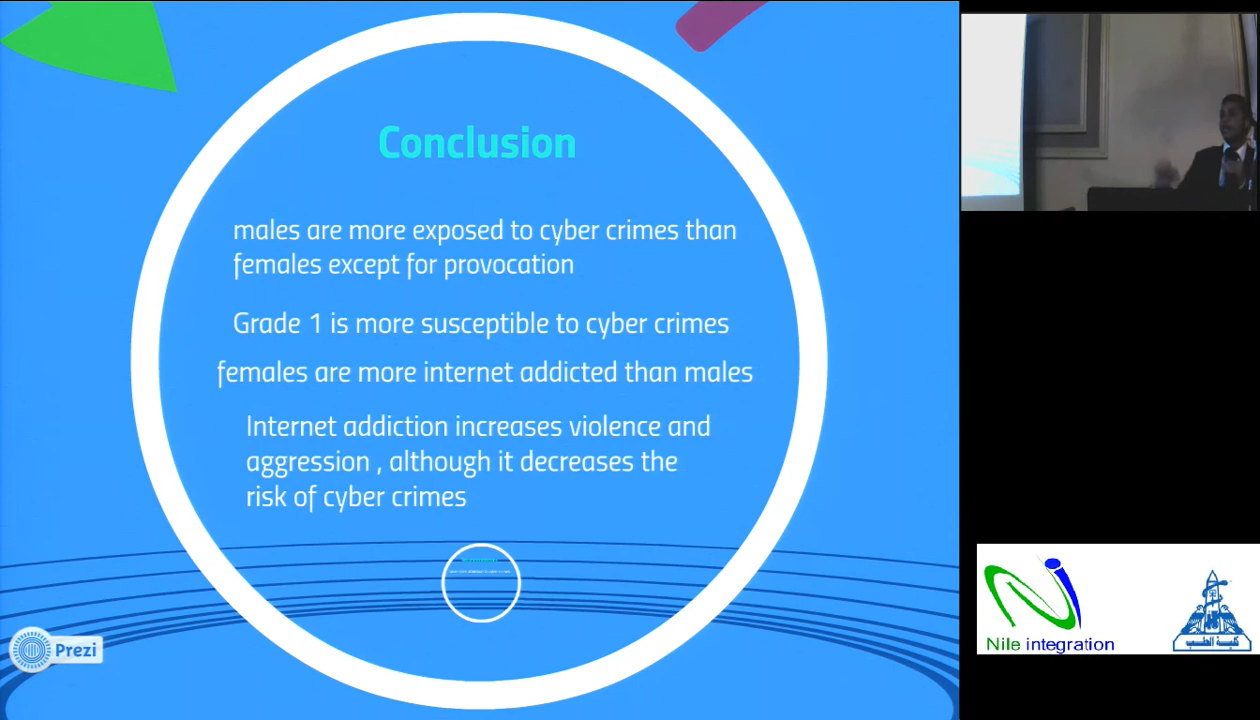 Conclusion
males are more exposed to cyber crimes than
females except for provocation
Grade 1 is more susceptible to cyber crimes
females are more internet addicted than males
Internet addiction increases violence and
aggression , although it decreases the
risk of cyber crimes
Prezi
Nile integration
كلية الطب